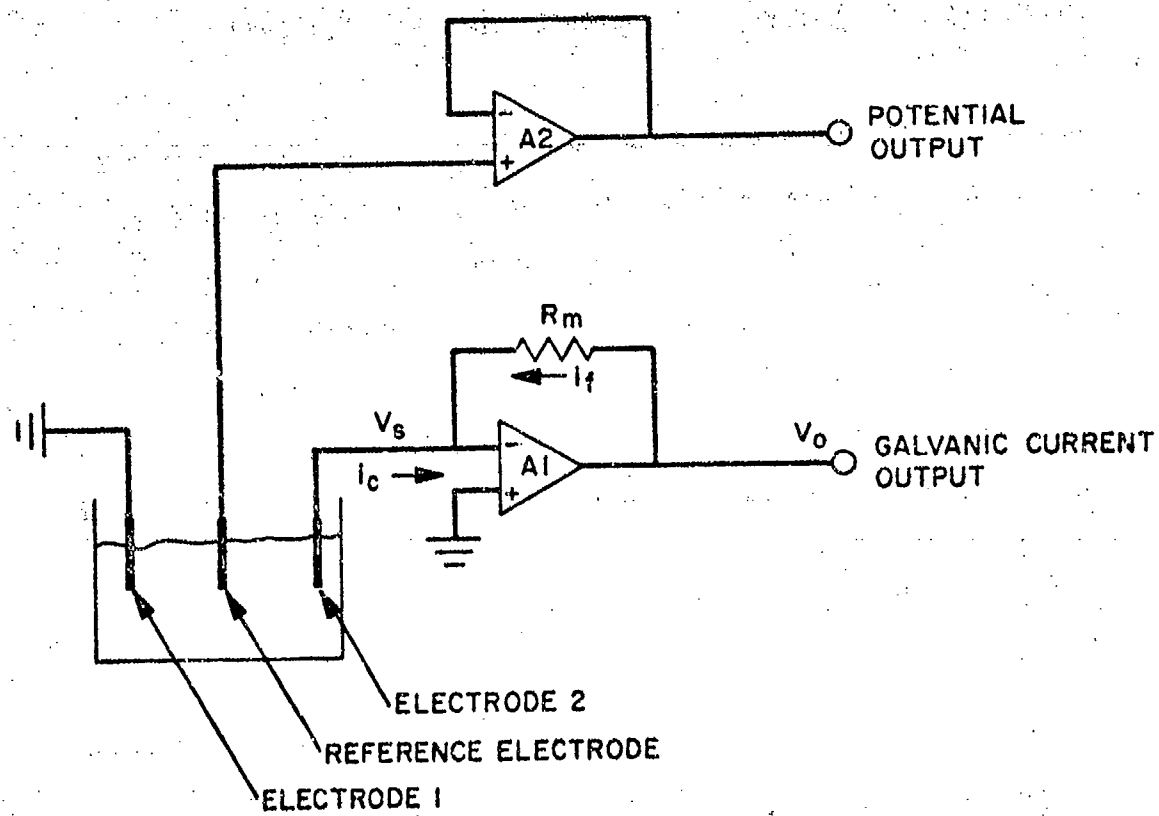 -
A2
+
POTENTIAL
OUTPUT
Rm
if
Vs
ic
-
A1
+
Vo
GALVANIC CURRENT
OUTPUT
ELECTRODE 2
REFERENCE ELECTRODE
ELECTRODE 1